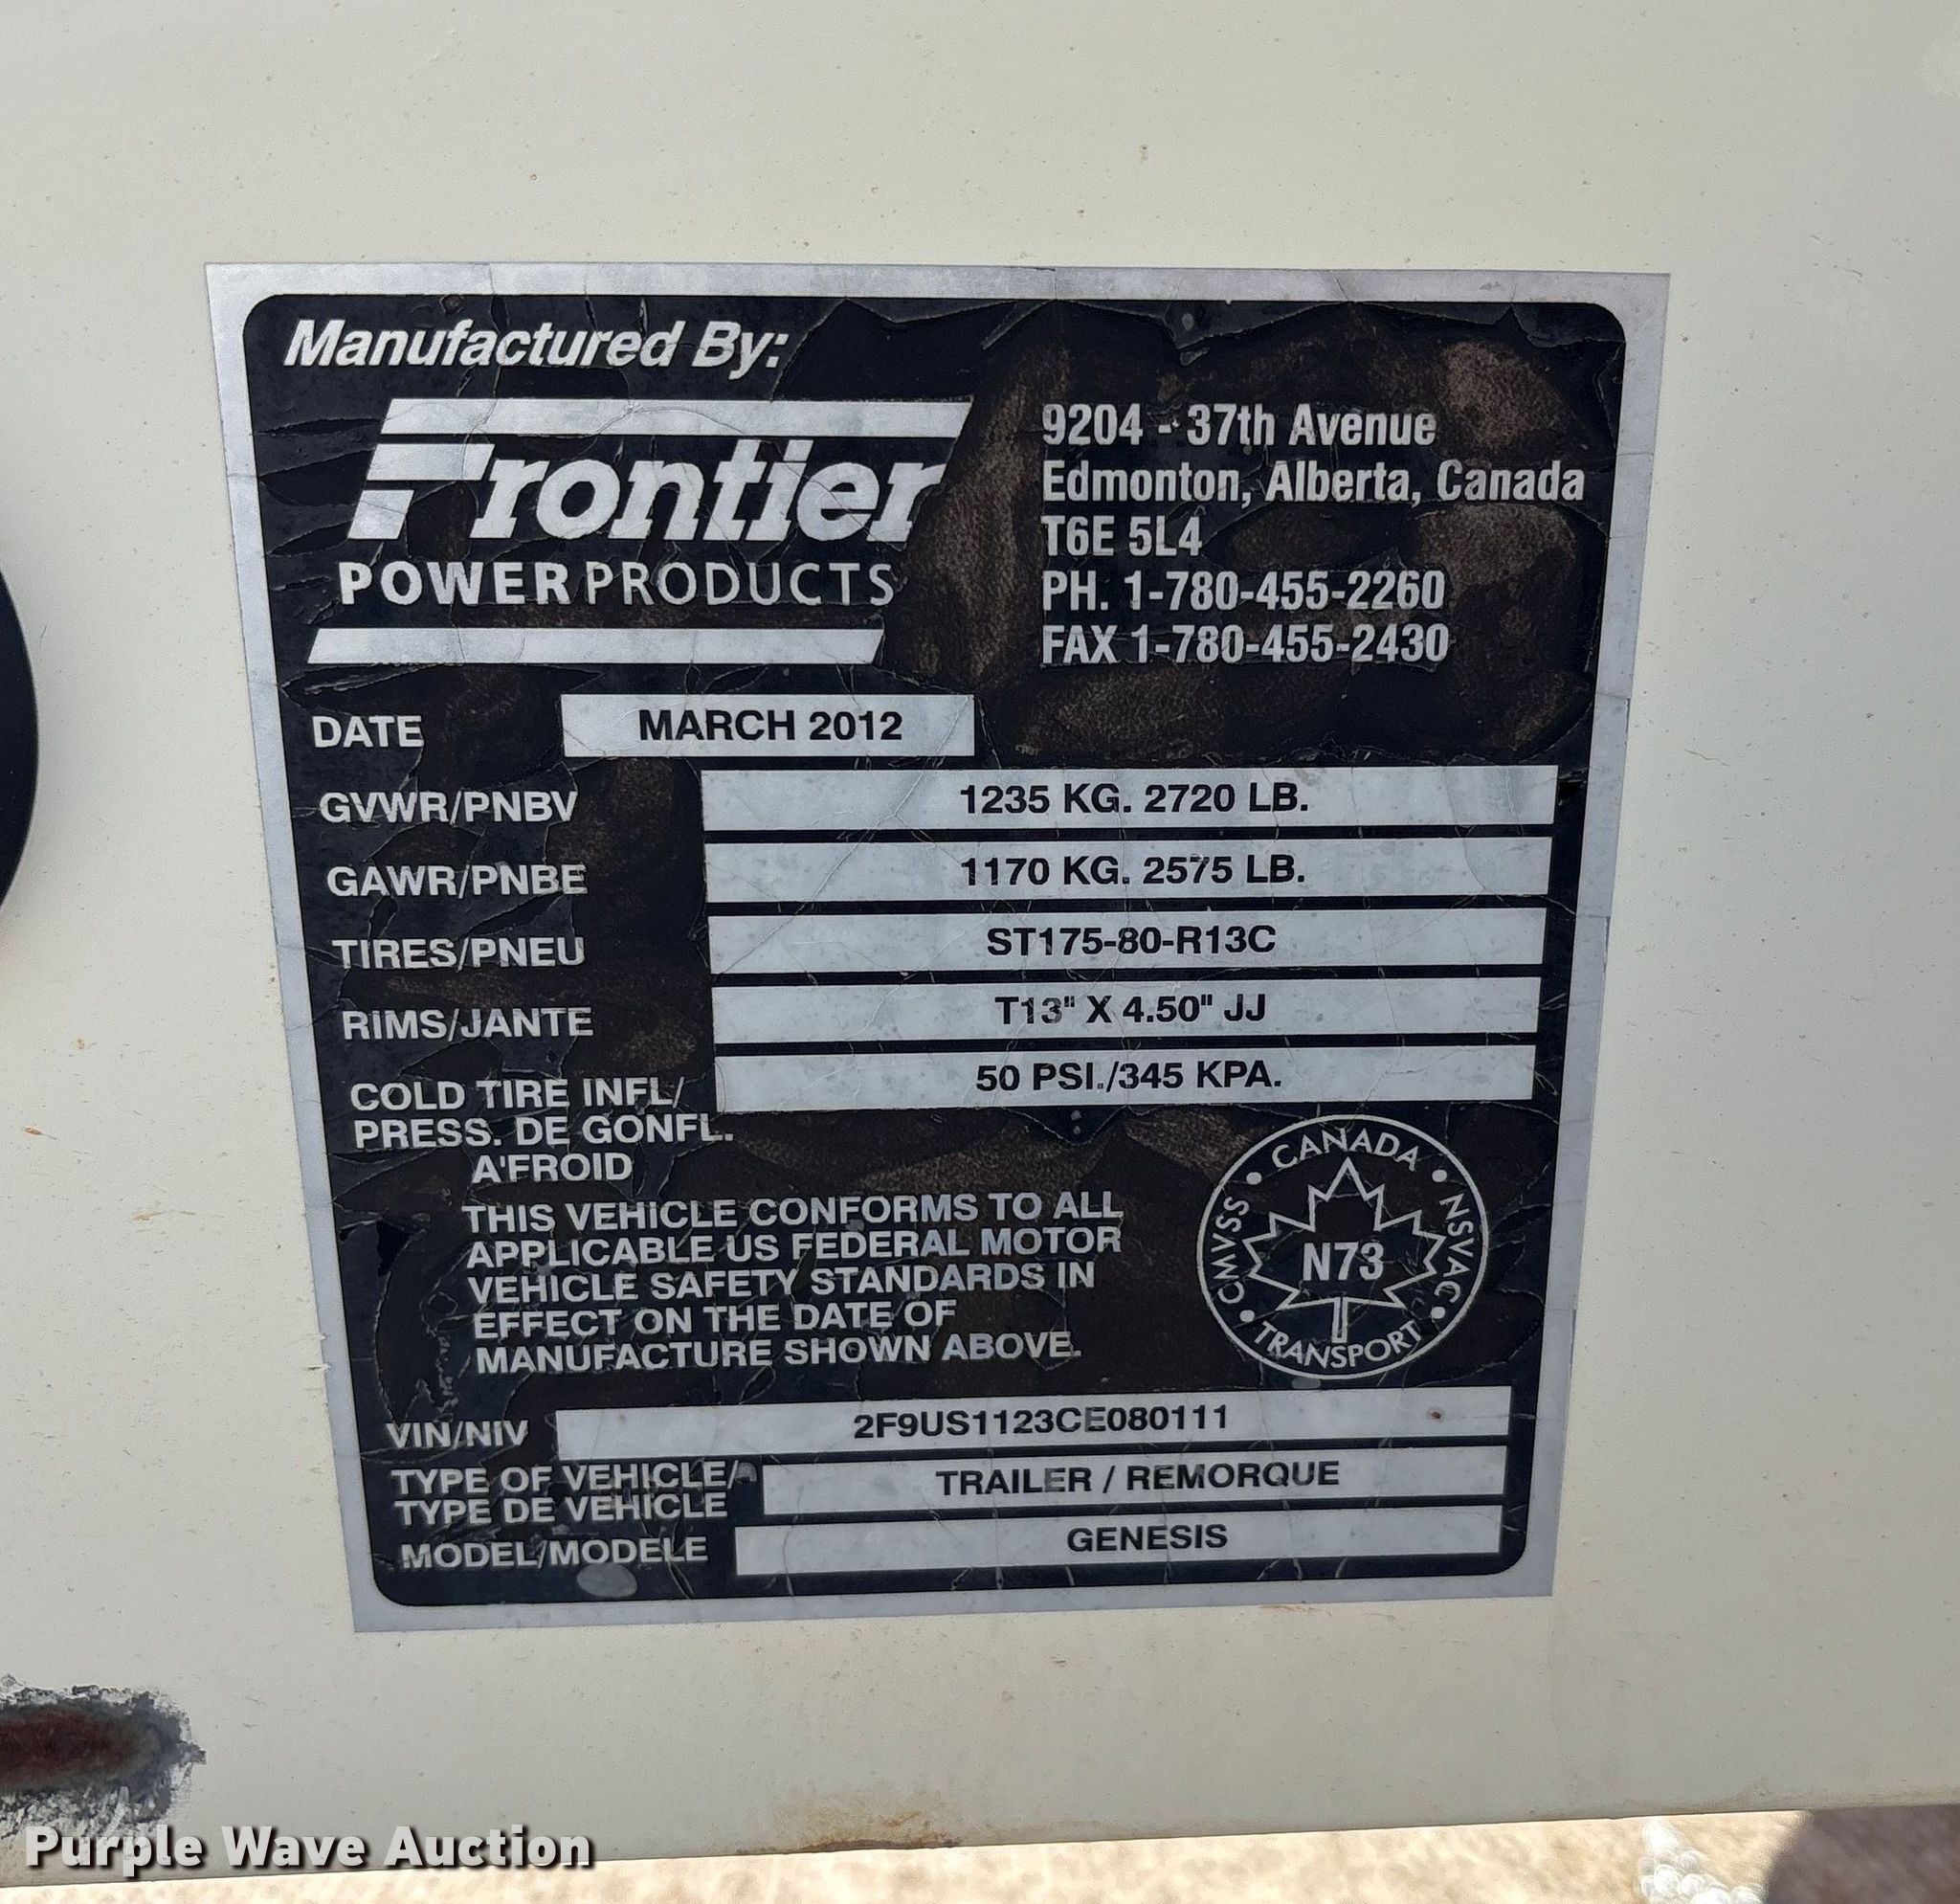 Manufactured By:
Frontier
POWER PRODUCTS
9204 - 37th Avenue
Edmonton, Alberta, Canada
T6E 5L4
PH. 1-780-455-2260
FAX 1-780-455-2430
DATE MARCH 2012
GVWR/PNBV 1235 KG. 2720 LB.
GAWR/PNBE 1170 KG. 2575 LB.
TIRES/PNEU ST175-80-R13C
RIMS/JANTE T13" X 4.50" JJ
COLD TIRE INFL/ 50 PSI./345 KPA.
PRESS. DE GONFL.
A'FROID
THIS VEHICLE CONFORMS TO ALL
APPLICABLE US FEDERAL MOTOR
VEHICLE SAFETY STANDARDS IN
EFFECT ON THE DATE OF
MANUFACTURE SHOWN ABOVE.
CANADA • NSVAC • TRANSPORT • CMVSS •
N73
VIN/NIV 2F9US1123CE080111
TYPE OF VEHICLE/ TRAILER / REMORQUE
TYPE DE VEHICLE
MODEL/MODELE GENESIS
Purple Wave Auction